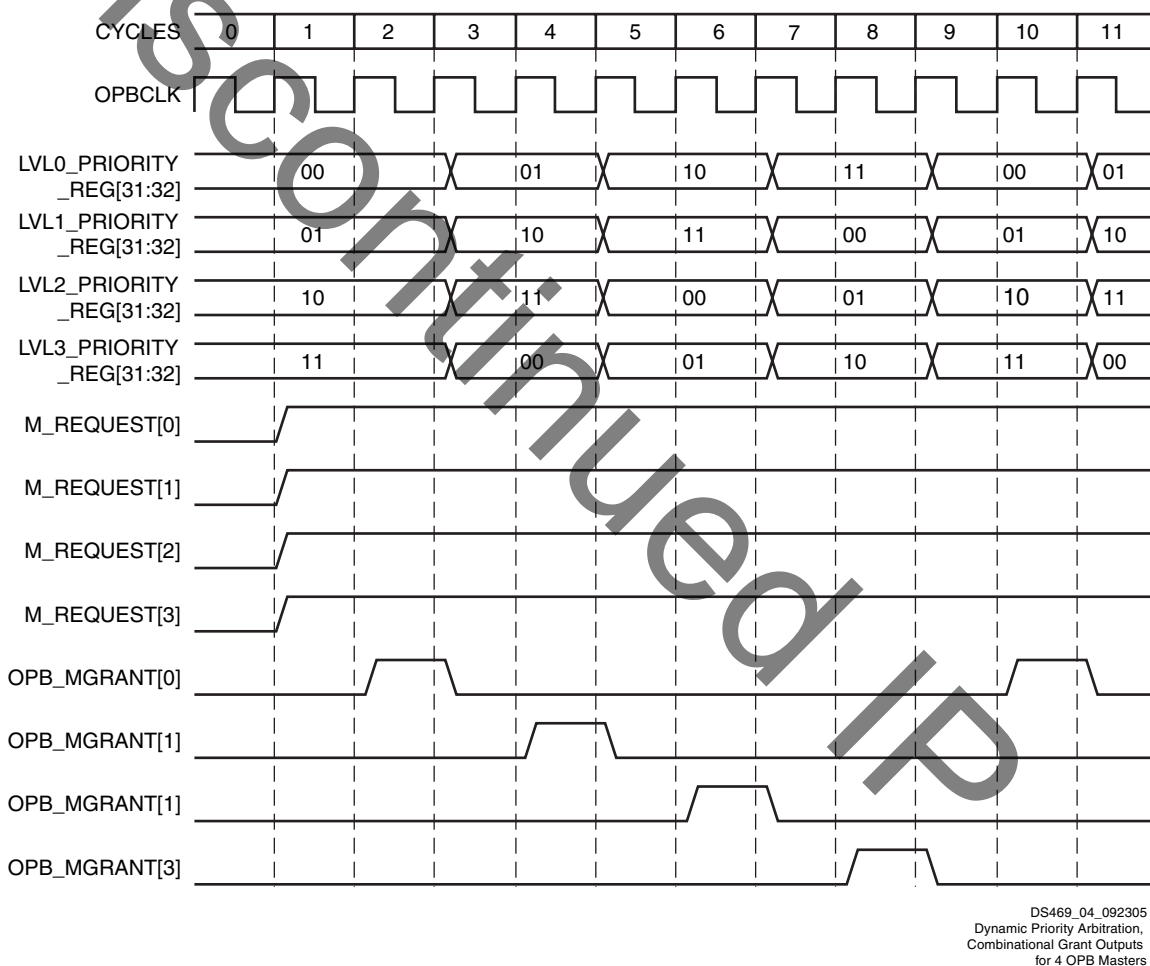 CYCLES 0 1 2 3 4 5 6 7 8 9 10 11
OPBCLK
LVL0_PRIORITY
_REG[31:32]
00 01 10 11 00 01
LVL1_PRIORITY
_REG[31:32]
01 10 11 00 01 10
LVL2_PRIORITY
_REG[31:32]
10 11 00 01 10 11
LVL3_PRIORITY
_REG[31:32]
11 00 01 10 11 00
M_REQUEST[0]
M_REQUEST[1]
M_REQUEST[2]
M_REQUEST[3]
OPB_MGRANT[0]
OPB_MGRANT[1]
OPB_MGRANT[1]
OPB_MGRANT[3]
DS469_04_092305
Dynamic Priority Arbitration,
Combinational Grant Outputs
for 4 OPB Masters
scontinued IP